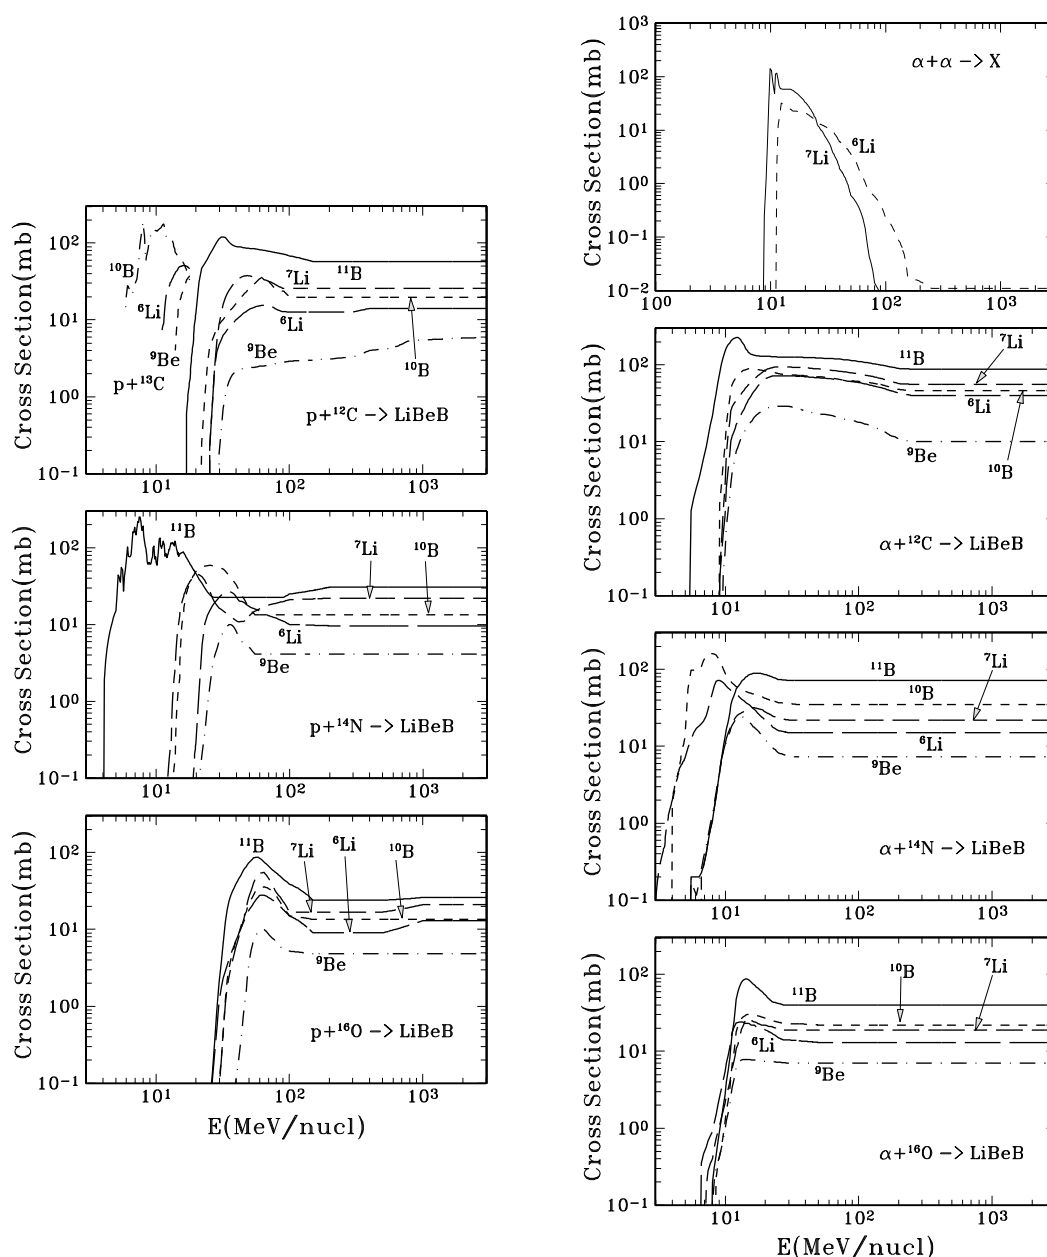 Cross Section(mb)
10²
10¹
10⁰
10⁻¹
¹⁰B
⁶Li
⁹Be
p+¹³C
⁷Li
¹¹B
⁶Li
⁹Be
¹⁰B
p+¹²C −> LiBeB
10¹
10²
10³
Cross Section(mb)
10²
10¹
10⁰
10⁻¹
¹¹B
⁷Li
¹⁰B
⁶Li
⁹Be
p+¹⁴N −> LiBeB
10¹
10²
10³
Cross Section(mb)
10²
10¹
10⁰
10⁻¹
¹¹B
⁷Li
⁶Li
¹⁰B
⁹Be
p+¹⁶O −> LiBeB
10¹
10²
10³
E(MeV/nucl)
Cross Section(mb)
10³
10²
10¹
10⁰
10⁻¹
10⁻²
α+α −> X
⁶Li
⁷Li
10⁰
10¹
10²
10³
Cross Section(mb)
10²
10¹
10⁰
10⁻¹
⁷Li
¹¹B
⁶Li
⁹Be
¹⁰B
α+¹²C −> LiBeB
10¹
10²
10³
Cross Section(mb)
10²
10¹
10⁰
10⁻¹
⁷Li
¹¹B
¹⁰B
⁶Li
⁹Be
α+¹⁴N −> LiBeB
10¹
10²
10³
Cross Section(mb)
10²
10¹
10⁰
10⁻¹
¹⁰B
⁷Li
¹¹B
⁶Li
⁹Be
α+¹⁶O −> LiBeB
10¹
10²
10³
E(MeV/nucl)